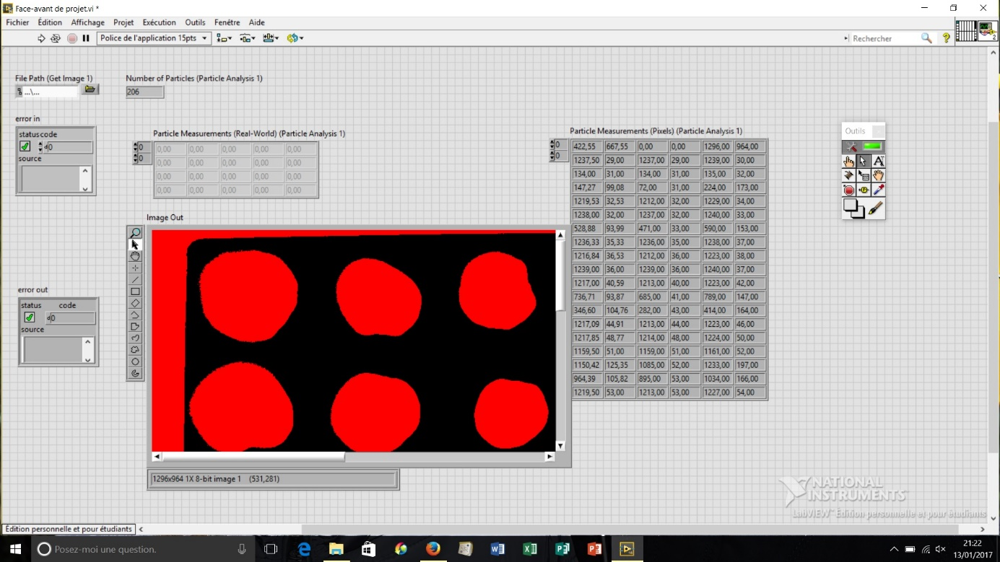 Face-avant de projet.vi *
Fichier Édition Affichage Projet Exécution Outils Fenêtre Aide
Police de l'application 15pts
Rechercher
2
File Path (Get Image 1)
Number of Particles (Particle Analysis 1)
...\...
206
error in
status code
0
source
Particle Measurements (Real-World) (Particle Analysis 1)
0
0
0,00 0,00 0,00 0,00 0,00
0,00 0,00 0,00 0,00 0,00
0,00 0,00 0,00 0,00 0,00
0,00 0,00 0,00 0,00 0,00
Particle Measurements (Pixels) (Particle Analysis 1)
0
0
422,55 667,55 0,00 0,00 1296,00 964,00
1237,50 29,00 1237,00 29,00 1239,00 30,00
134,00 31,00 134,00 31,00 135,00 32,00
147,27 99,08 72,00 31,00 224,00 173,00
1219,53 32,53 1212,00 32,00 1229,00 34,00
1238,00 32,00 1237,00 32,00 1240,00 33,00
528,88 93,99 471,00 33,00 590,00 153,00
1236,33 35,33 1236,00 35,00 1238,00 37,00
1216,84 36,53 1212,00 36,00 1223,00 38,00
1239,00 36,00 1239,00 36,00 1240,00 37,00
1217,00 40,59 1213,00 40,00 1223,00 42,00
736,71 93,87 685,00 41,00 789,00 147,00
346,60 104,76 282,00 43,00 414,00 164,00
1217,09 44,91 1213,00 44,00 1223,00 46,00
1217,85 48,77 1214,00 48,00 1224,00 50,00
1159,50 51,00 1159,00 51,00 1161,00 52,00
1150,42 125,35 1085,00 52,00 1233,00 197,00
964,39 105,82 895,00 53,00 1034,00 166,00
1219,50 53,00 1213,00 53,00 1227,00 54,00
Outils
Image Out
error out
status code
0
source
1296x964 1X 8-bit image 1 (531,281)
NATIONAL
INSTRUMENTS
LabVIEW™ Édition personnelle et pour étudiants
Édition personnelle et pour étudiants
Posez-moi une question.
21:22
13/01/2017